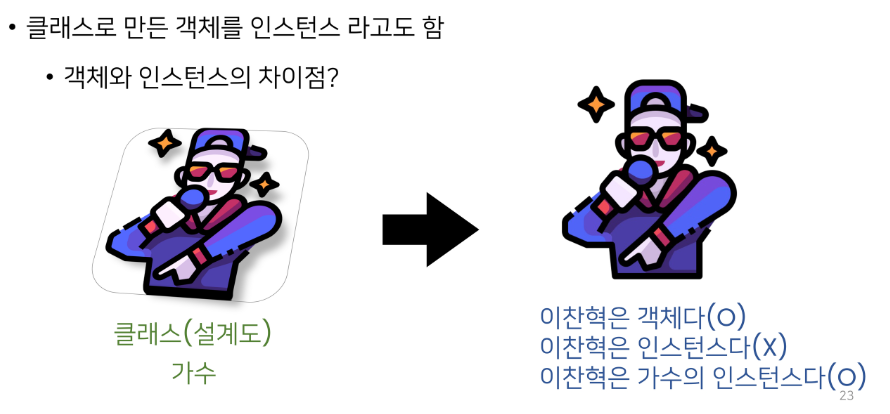 • 클래스로 만든 객체를 인스턴스 라고도 함
• 객체와 인스턴스의 차이점?
클래스(설계도)
가수
이찬혁은 객체다(O)
이찬혁은 인스턴스다(X)
이찬혁은 가수의 인스턴스다(O)
23